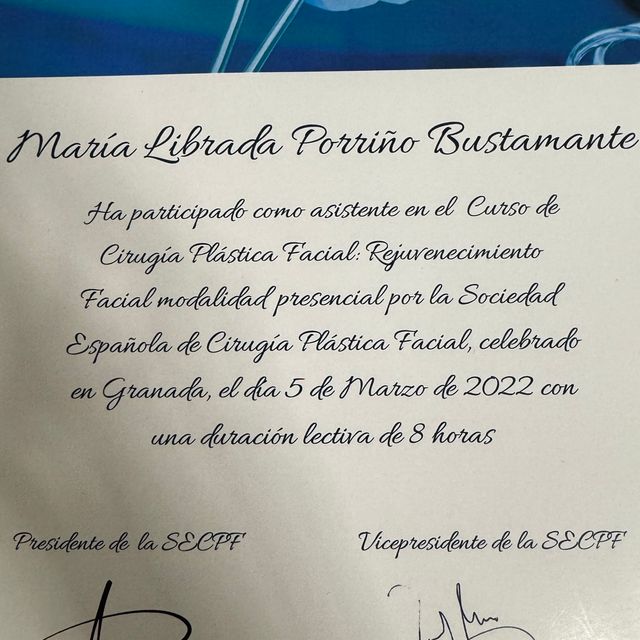 María Librada Porriño Bustamante
Ha participado como asistente en el Curso de
Cirugía Plástica Facial: Rejuvenecimiento
Facial modalidad presencial por la Sociedad
Española de Cirugía Plástica Facial, celebrado
en Granada, el día 5 de Marzo de 2022 con
una duración lectiva de 8 horas
Presidente de la SECPF
Vicepresidente de la SECPF